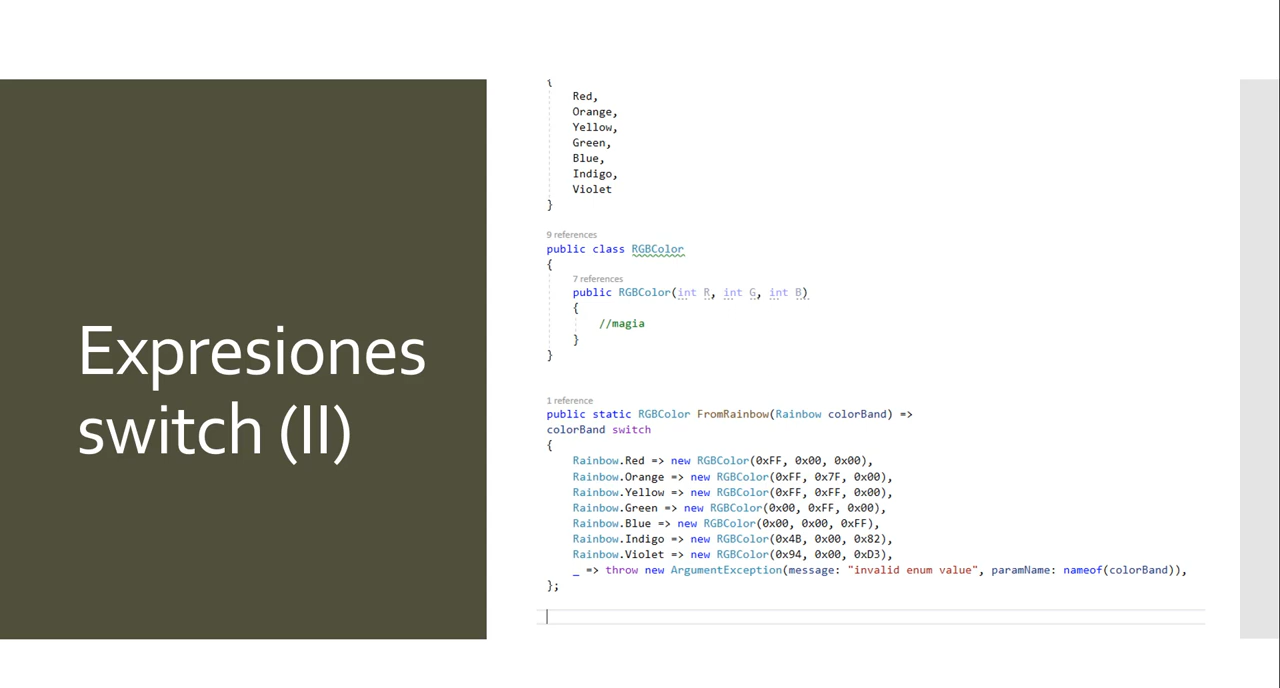 Expresiones
switch (II)
{
Red,
Orange,
Yellow,
Green,
Blue,
Indigo,
Violet
}
9 references
public class RGBColor
{
7 references
public RGBColor(int R, int G, int B)
{
//magia
}
}
1 reference
public static RGBColor FromRainbow(Rainbow colorBand) =>
colorBand switch
{
Rainbow.Red => new RGBColor(0xFF, 0x00, 0x00),
Rainbow.Orange => new RGBColor(0xFF, 0x7F, 0x00),
Rainbow.Yellow => new RGBColor(0xFF, 0xFF, 0x00),
Rainbow.Green => new RGBColor(0x00, 0xFF, 0x00),
Rainbow.Blue => new RGBColor(0x00, 0x00, 0xFF),
Rainbow.Indigo => new RGBColor(0x4B, 0x00, 0x82),
Rainbow.Violet => new RGBColor(0x94, 0x00, 0xD3),
_ => throw new ArgumentException(message: "invalid enum value", paramName: nameof(colorBand)),
};